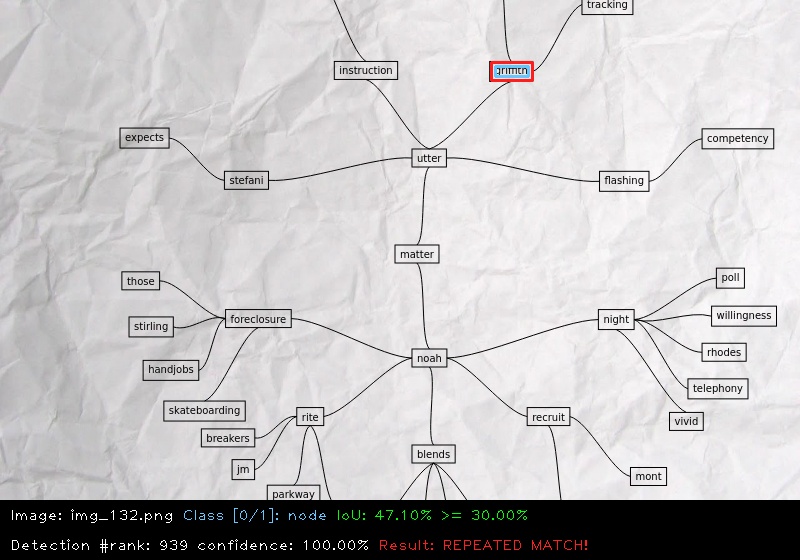 tracking
instruction
expects
utter
competency
stefani
flashing
matter
those
poll
stirling
foreclosure
night
willingness
noah
rhodes
handjobs
telephony
skateboarding
rite
recruit
vivid
breakers
blends
jm
mont
parkway
Image: img_132.png Class [0/1]: node IoU: 47.10% >= 30.00%
Detection #rank: 939 confidence: 100.00% Result: REPEATED MATCH!